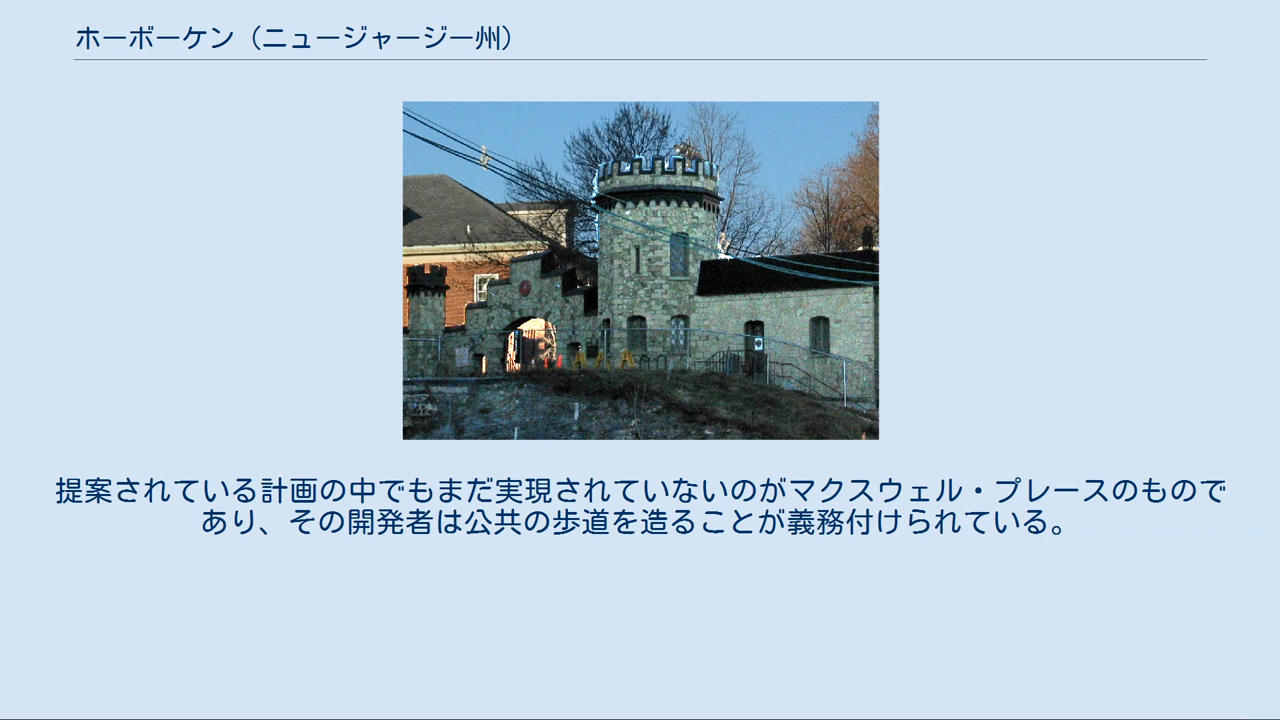 ホーボーケン（ニュージャージー州）
提案されている計画の中でもまだ実現されていないのがマクスウェル・プレースのもので
あり、その開発者は公共の歩道を造ることが義務付けられている。